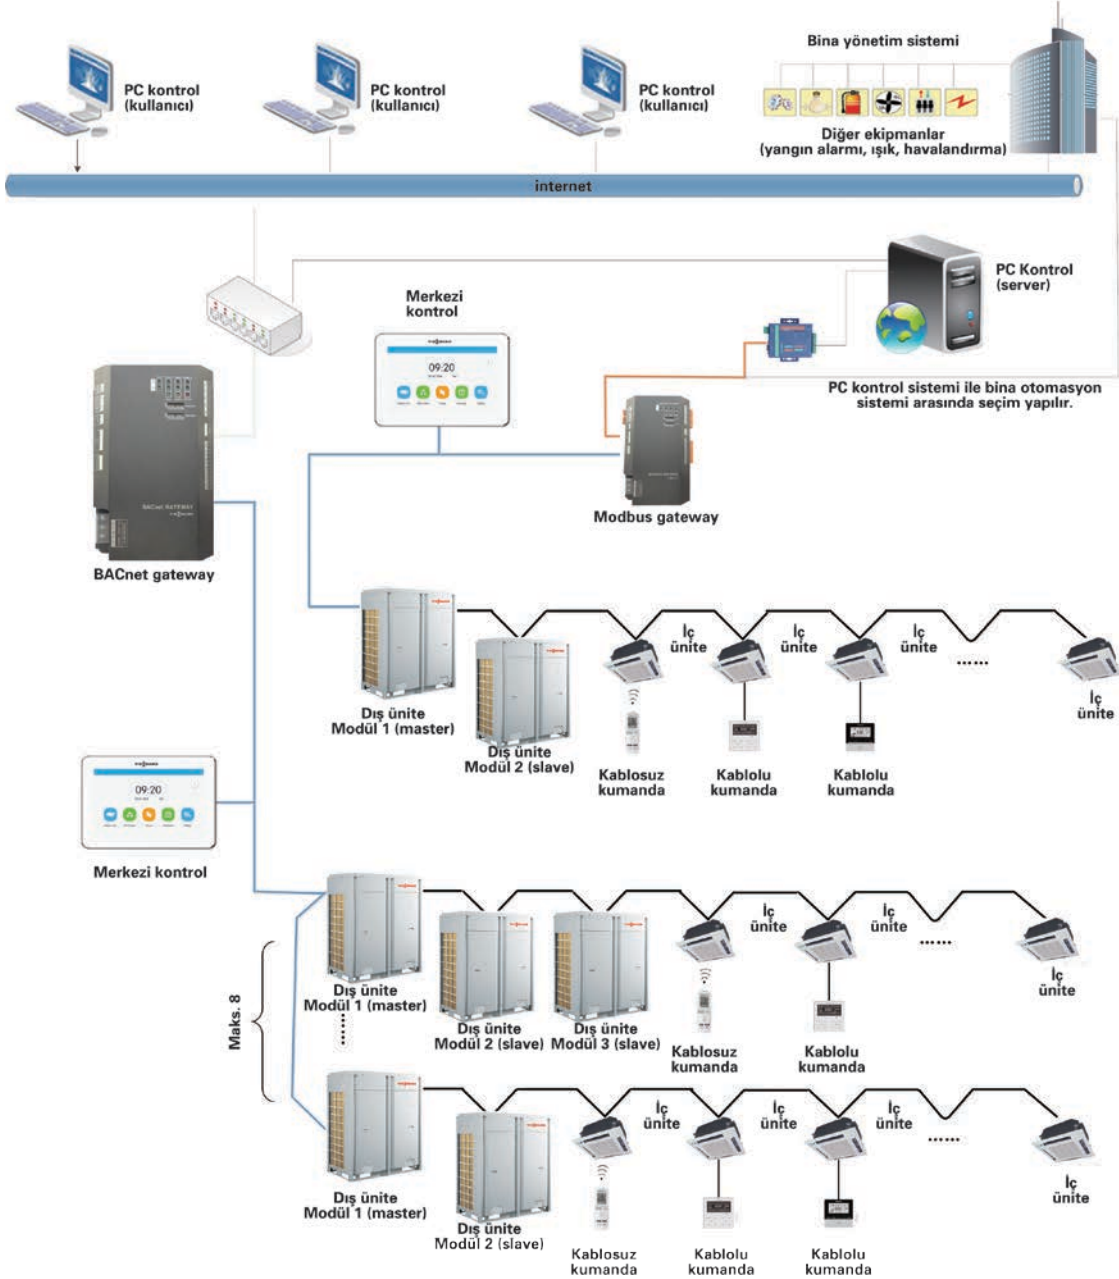 Bina yönetim sistemi
PC kontrol
(kullanıcı)
PC kontrol
(kullanıcı)
PC kontrol
(kullanıcı)
Diğer ekipmanlar
(yangın alarmı, ışık, havalandırma)
internet
PC Kontrol
(server)
Merkezi
kontrol
09:20
PC kontrol sistemi ile bina otomasyon
sistemi arasında seçim yapılır.
BACnet GATEWAY
Modbus gateway
BACnet gateway
İç
ünite
İç
ünite
İç
ünite
......
İç
ünite
Dış ünite
Modül 1 (master)
Dış ünite
Modül 2 (slave)
Kablosuz
kumanda
Kablolu
kumanda
Kablolu
kumanda
09:20
Merkezi kontrol
İç
ünite
İç
ünite
......
İç
ünite
Dış ünite
Modül 1 (master)
Maks. 8
Dış ünite
Modül 2 (slave)
Dış ünite
Modül 3 (slave)
Kablosuz
kumanda
Kablolu
kumanda
İç
ünite
İç
ünite
İç
ünite
......
İç
ünite
Dış ünite
Modül 1 (master)
Dış ünite
Modül 2 (slave)
Kablosuz
kumanda
Kablolu
kumanda
Kablolu
kumanda